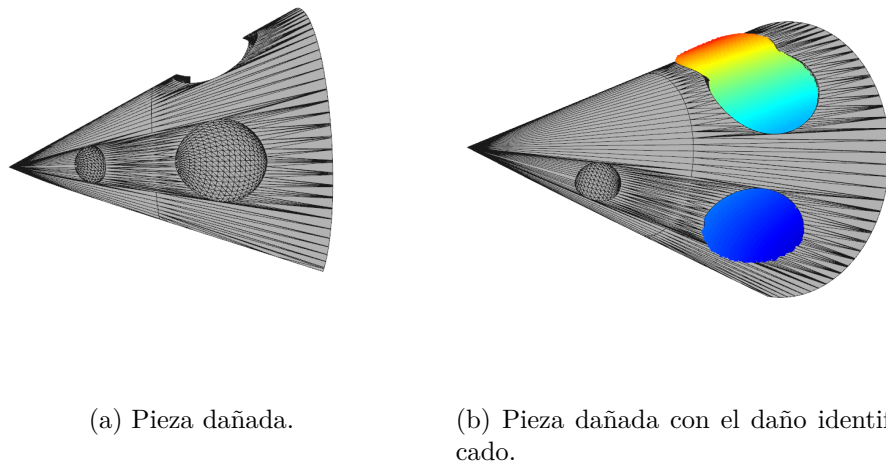 (a) Pieza dañada.
(b) Pieza dañada con el daño identifi-
cado.